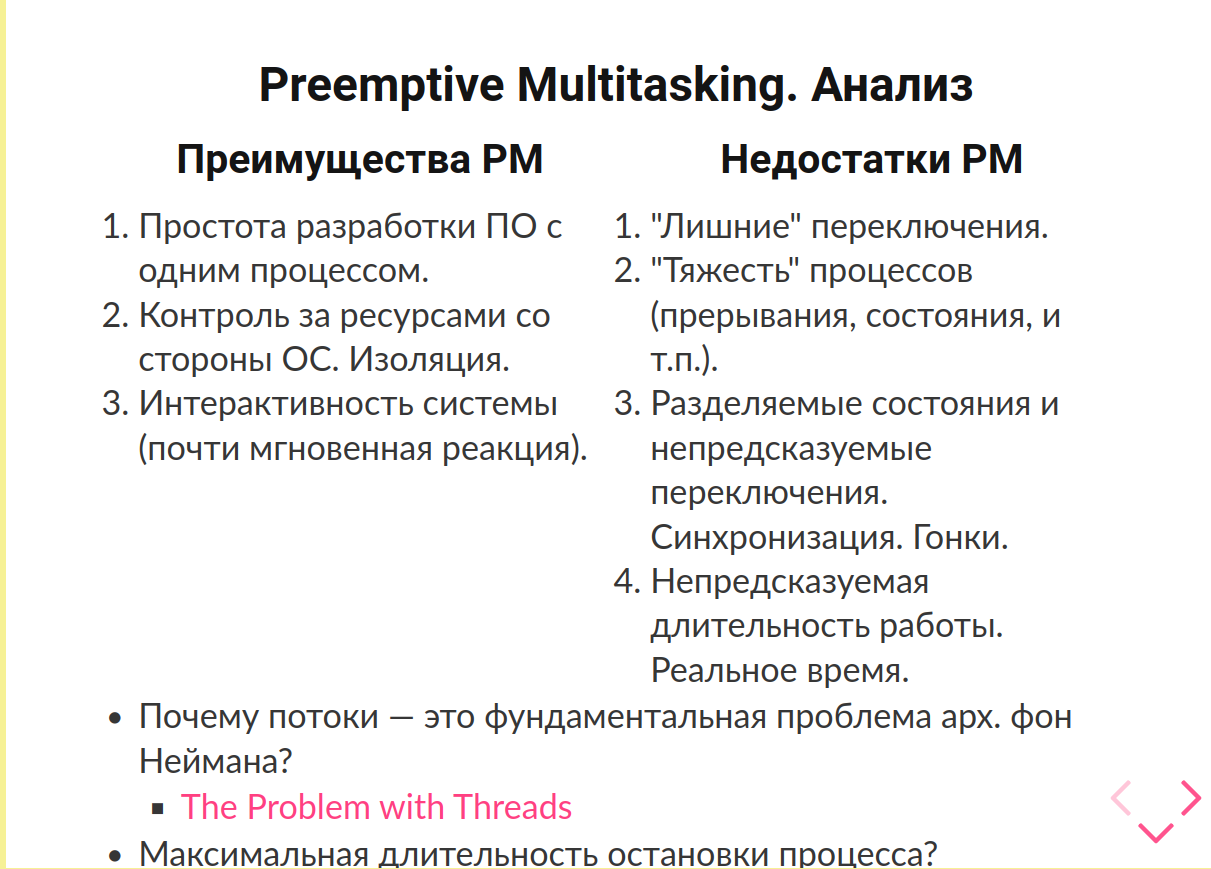 Preemptive Multitasking. Анализ
Преимущества PM
1. Простота разработки ПО с
одним процессом.
2. Контроль за ресурсами со
стороны ОС. Изоляция.
3. Интерактивность системы
(почти мгновенная реакция).
Недостатки PM
1. "Лишние" переключения.
2. "Тяжесть" процессов
(прерывания, состояния, и
т.п.).
3. Разделяемые состояния и
непредсказуемые
переключения.
Синхронизация. Гонки.
4. Непредсказуемая
длительность работы.
Реальное время.
• Почему потоки — это фундаментальная проблема арх. фон
Неймана?
▪ The Problem with Threads
• Максимальная длительность остановки процесса?